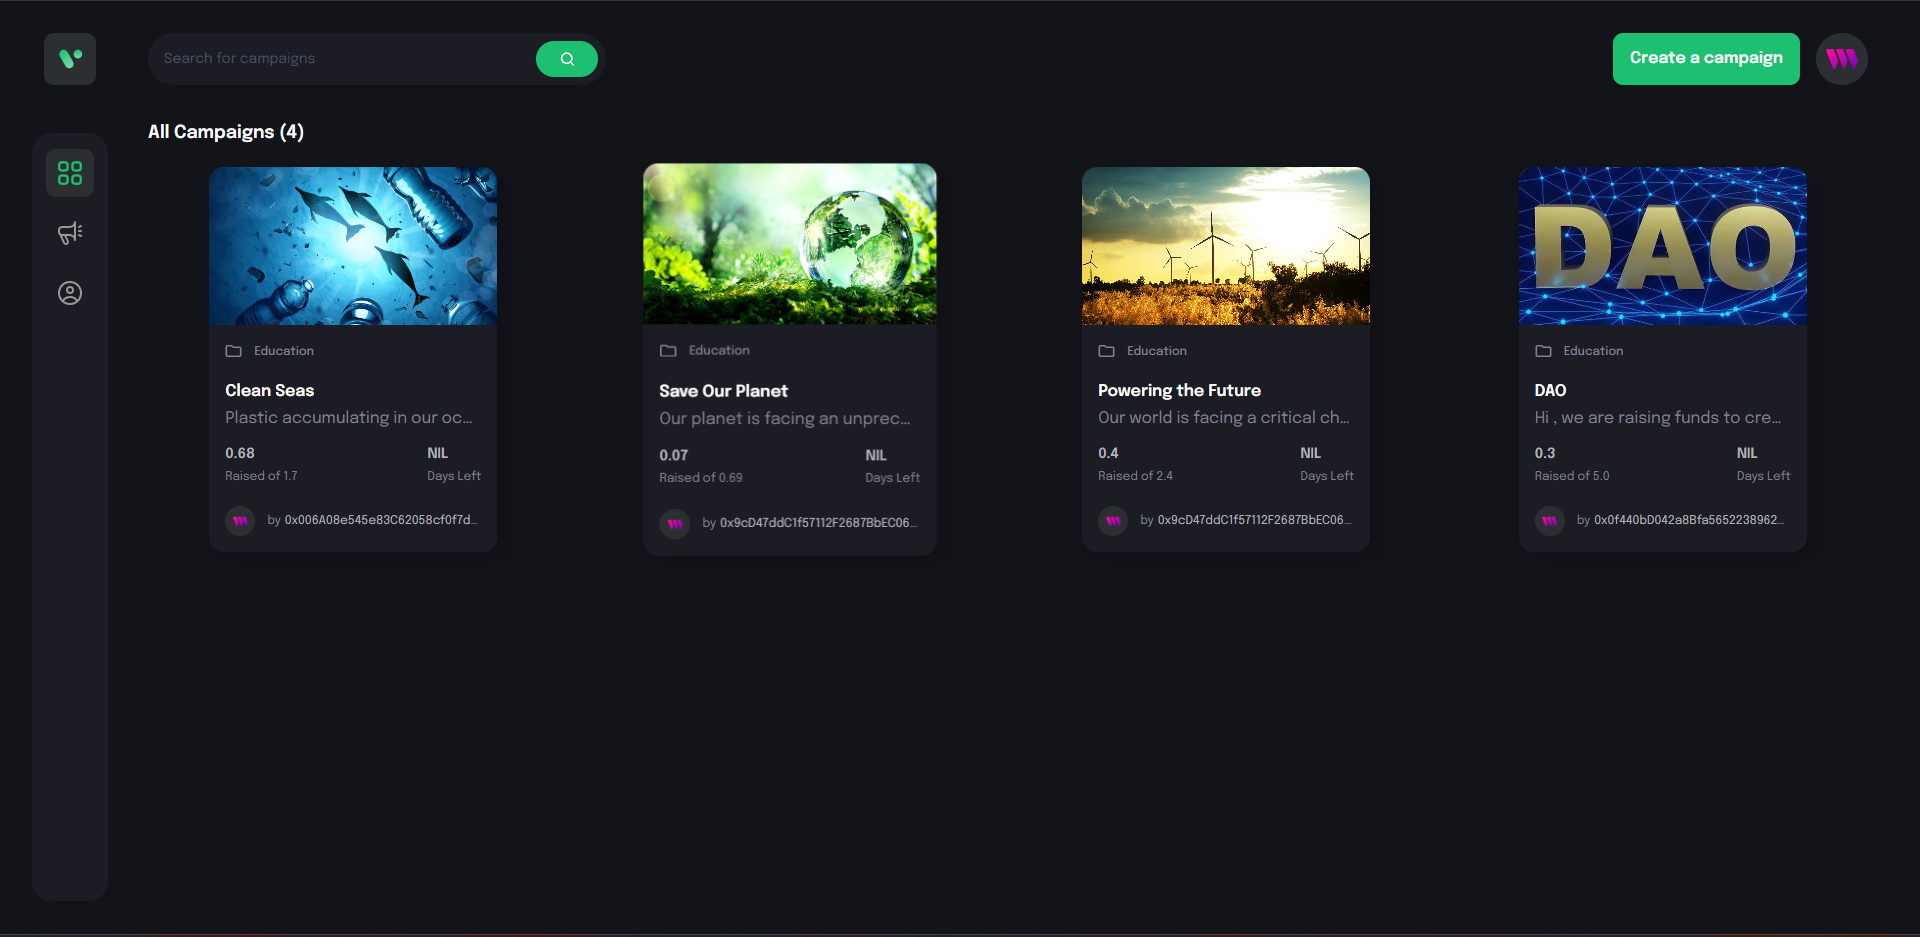 Search for campaigns
Create a campaign
All Campaigns (4)
DAO
Education
Clean Seas
Plastic accumulating in our oc...
0.68 NIL
Raised of 1.7 Days Left
by 0x006A08e545e83C62058cf0f7d...
Education
Save Our Planet
Our planet is facing an unprec...
0.07 NIL
Raised of 0.69 Days Left
by 0x9cD47ddC1f57112F2687BbEC06...
Education
Powering the Future
Our world is facing a critical ch...
0.4 NIL
Raised of 2.4 Days Left
by 0x9cD47ddC1f57112F2687BbEC06...
Education
DAO
Hi , we are raising funds to cre...
0.3 NIL
Raised of 5.0 Days Left
by 0x0f440bD042a8Bfa5652238962...